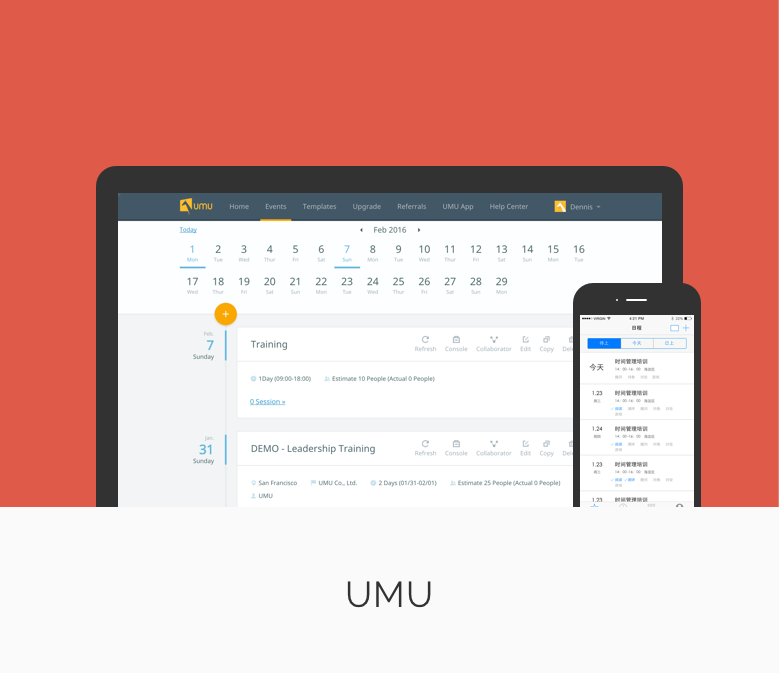 UMU
Home Events Templates Upgrade Referrals UMU App Help Center Dennis
Today
Feb 2016
1 2 3 4 5 6 7 8 9 10 11 12 13 14 15 16
Mon Tue Wed Thur Fri Sat Sun Mon Tue Wed Thur Fri Sat Sun Mon Tue
17 18 19 20 21 22 23 24 25 26 27 28 29
Wed Thur Fri Sat Sun Mon Tue Wed Thur Fri Sat Sun Mon
+
Feb.
7
Sunday
Training
Refresh Console Collaborator Edit Copy
1Day (09:00-18:00) Estimate 10 People (Actual 0 People)
0 Session »
Jan.
31
Sunday
DEMO - Leadership Training
Refresh Console Collaborator Edit Copy
San Francisco UMU Co., Ltd. 2 Days (01/31-02/01) Estimate 25 People (Actual 0 People)
UMU
VIRGIN 4:21 PM 22%
日程
今天
今天
时间管理培训
1.23
时间管理培训
1.24
时间管理培训
1.23
时间管理培训
1.23
时间管理培训
UMU